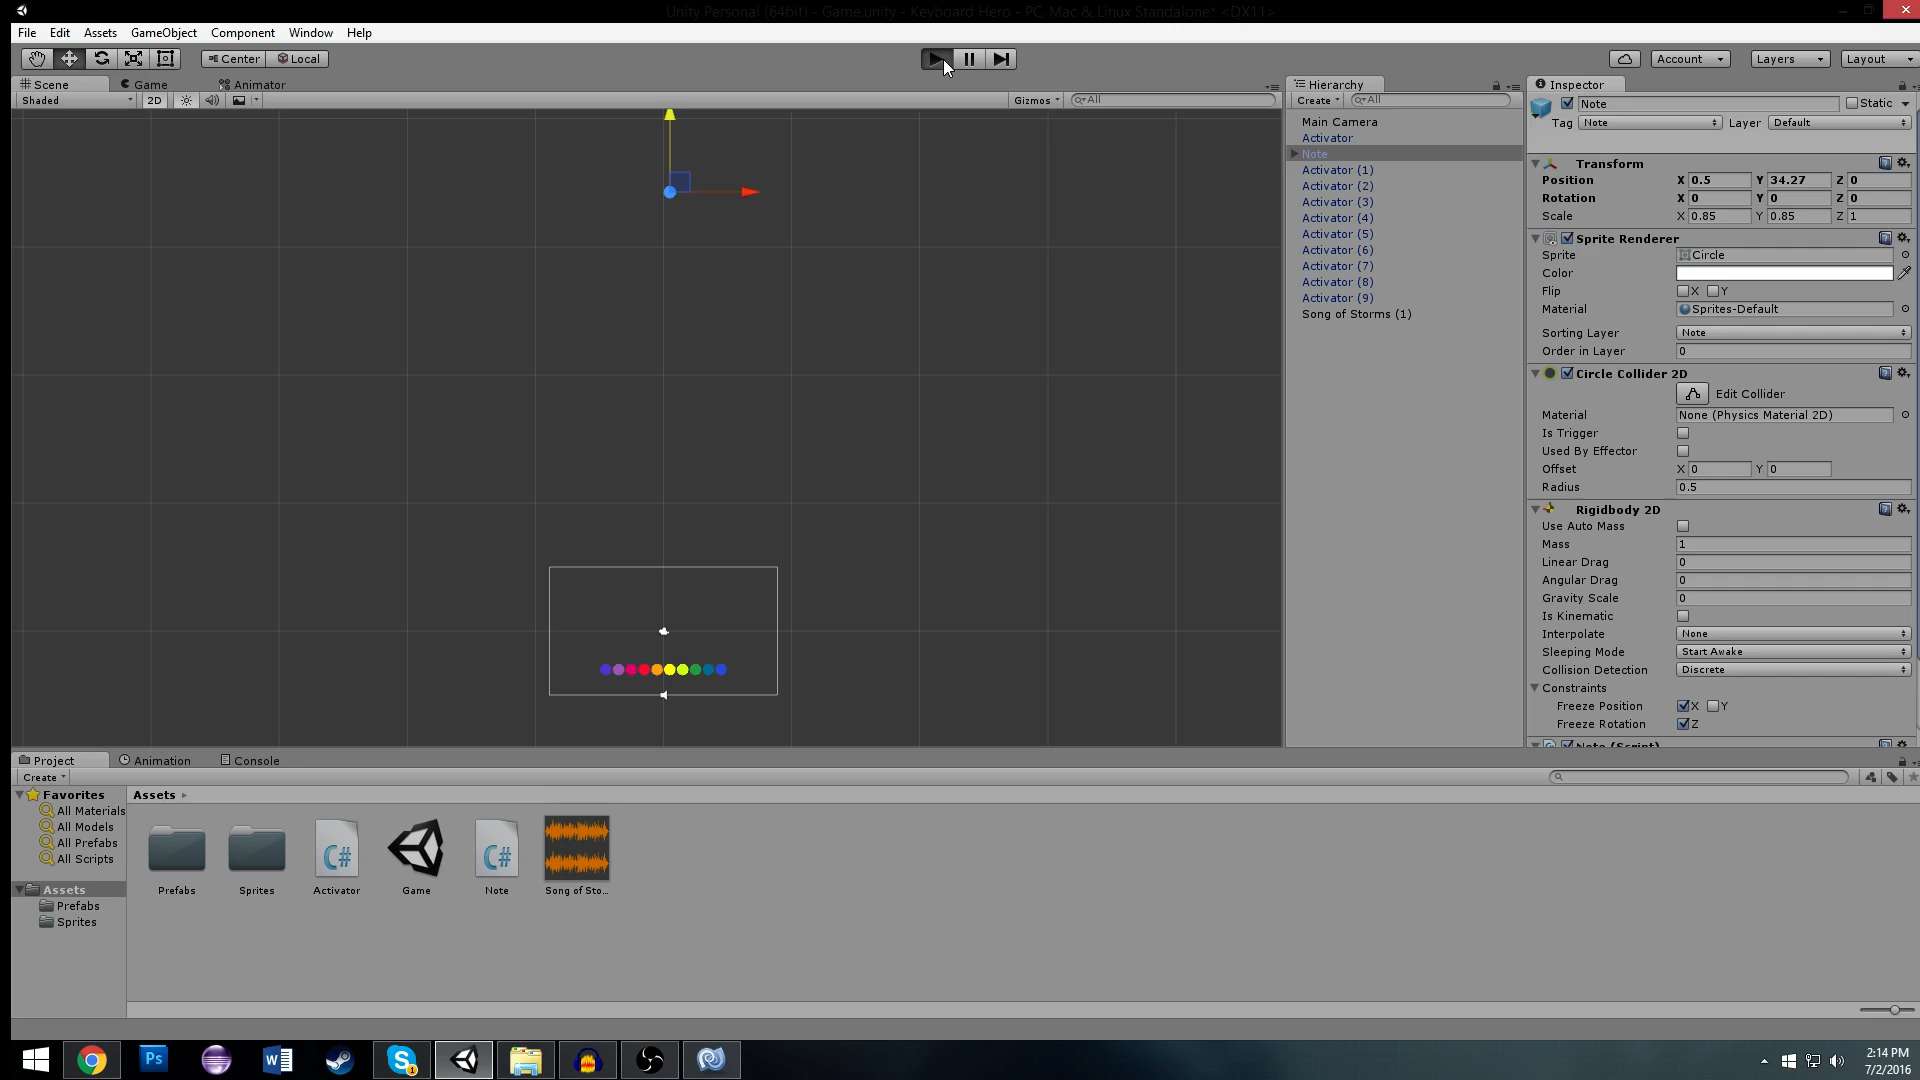 Unity Personal (64bit) - Game.unity - Keyboard Hero - PC, Mac & Linux Standalone* <DX11>
File Edit Assets GameObject Component Window Help
Center Local Account Layers Layout
Scene Game Animator
Shaded 2D Gizmos All
Hierarchy
Create All
Main Camera
Activator
Note
Activator (1)
Activator (2)
Activator (3)
Activator (4)
Activator (5)
Activator (6)
Activator (7)
Activator (8)
Activator (9)
Song of Storms (1)
Inspector
Note Static
Tag Note Layer Default
Transform
Position X 0.5 Y 34.27 Z 0
Rotation X 0 Y 0 Z 0
Scale X 0.85 Y 0.85 Z 1
Sprite Renderer
Sprite Circle
Color
Flip X Y
Material Sprites-Default
Sorting Layer Note
Order in Layer 0
Circle Collider 2D
Edit Collider
Material None (Physics Material 2D)
Is Trigger
Used By Effector
Offset X 0 Y 0
Radius 0.5
Rigidbody 2D
Use Auto Mass
Mass 1
Linear Drag 0
Angular Drag 0
Gravity Scale 0
Is Kinematic
Interpolate None
Sleeping Mode Start Awake
Collision Detection Discrete
Constraints
Freeze Position X Y
Freeze Rotation Z
Note (Script)
Project Animation Console
Create
Favorites
All Materials
All Models
All Prefabs
All Scripts
Assets
Prefabs
Sprites
Assets
Prefabs Sprites Activator Game Note Song of Sto...
C# C#
Ps
2:14 PM
7/2/2016